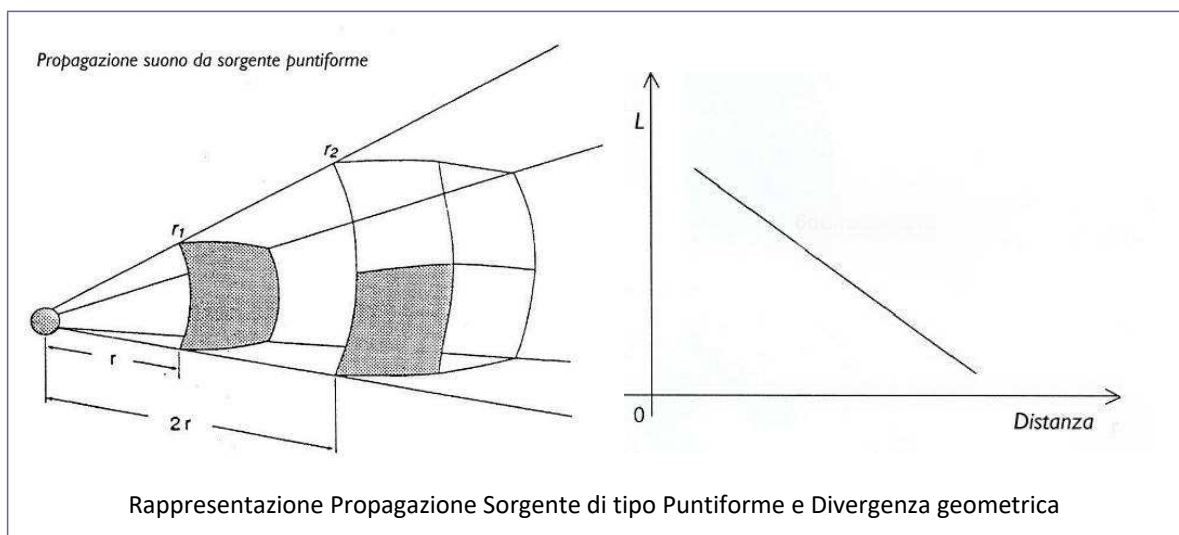 Propagazione suono da sorgente puntiforme
r₂
r₁
r
2 r
L
0
Distanza
Rappresentazione Propagazione Sorgente di tipo Puntiforme e Divergenza geometrica